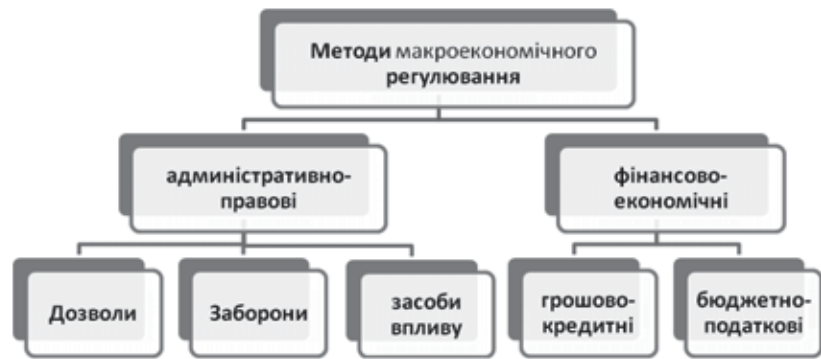 Методи макроекономічного
регулювання
адміністративно-
правові
фінансово-
економічні
Дозволи
Заборони
засоби
впливу
грошово-
кредитні
бюджетно-
податкові